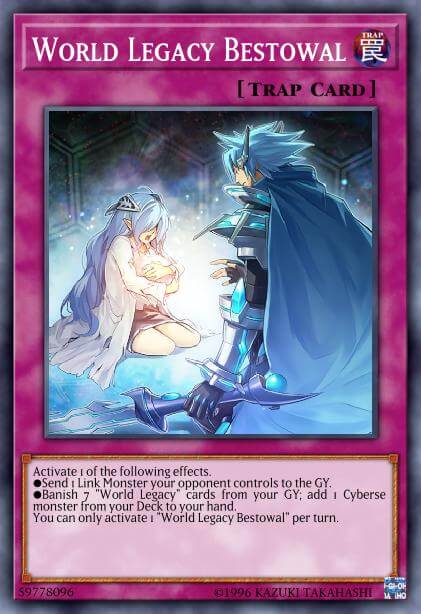 World Legacy Bestowal
TRAP
罠
[Trap Card]
Activate 1 of the following effects.
●Send 1 Link Monster your opponent controls to the GY.
●Banish 7 "World Legacy" cards from your GY; add 1 Cyberse
monster from your Deck to your hand.
You can only activate 1 "World Legacy Bestowal" per turn.
59778096
©1996 KAZUKI TAKAHASHI